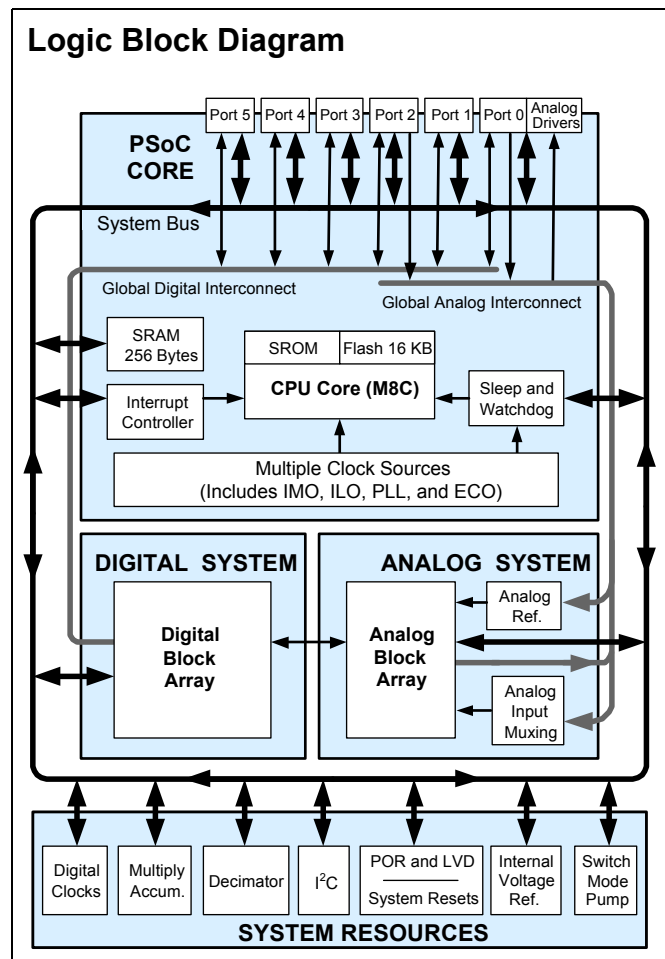 Logic Block Diagram
Port 5
Port 4
Port 3
Port 2
Port 1
Port 0
Analog
Drivers
PSoC
CORE
System Bus
Global Digital Interconnect
Global Analog Interconnect
SRAM
256 Bytes
SROM
Flash 16 KB
CPU Core (M8C)
Interrupt
Controller
Sleep and
Watchdog
Multiple Clock Sources
(Includes IMO, ILO, PLL, and ECO)
DIGITAL SYSTEM
Digital
Block
Array
ANALOG SYSTEM
Analog
Block
Array
Analog
Ref.
Analog
Input
Muxing
Digital
Clocks
Multiply
Accum.
Decimator
I²C
POR and LVD
System Resets
Internal
Voltage
Ref.
Switch
Mode
Pump
SYSTEM RESOURCES